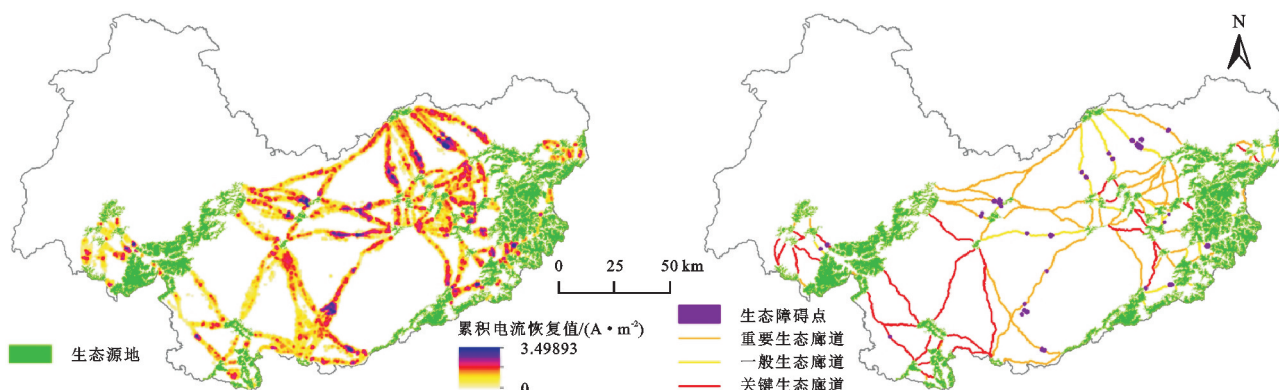 N
0 25 50 km
生态源地
累积电流恢复值/(A·m⁻²)
3.49893
0
生态障碍点
重要生态廊道
一般生态廊道
关键生态廊道